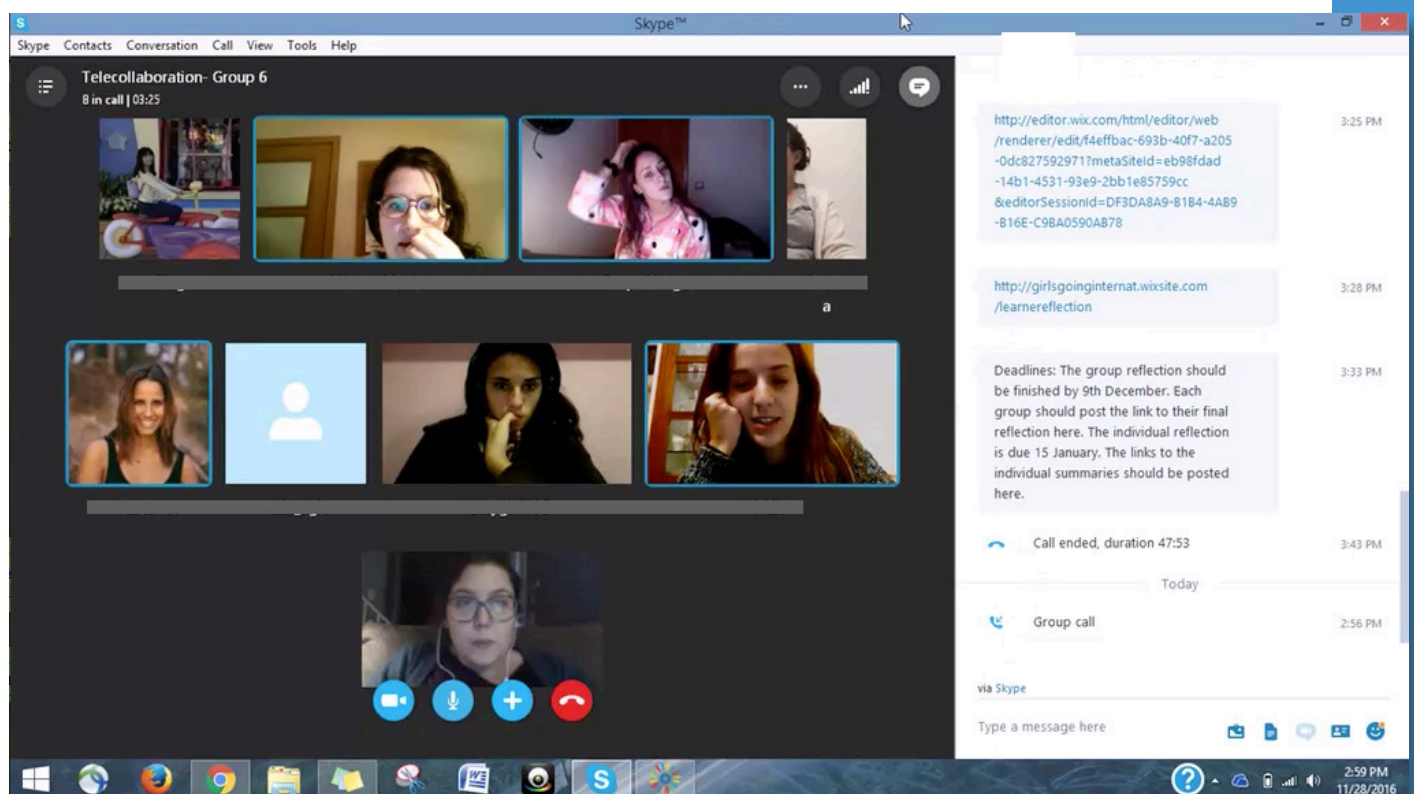 Skype™
Skype Contacts Conversation Call View Tools Help
Telecollaboration- Group 6
8 in call | 03:25
a
http://editor.wix.com/html/editor/web
/renderer/edit/f4effbac-693b-40f7-a205
-0dc827592971?metaSiteId=eb98fdad
-14b1-4531-93e9-2bb1e85759cc
&editorSessionId=DF3DA8A9-B1B4-4AB9
-B16E-C9BA0590AB78
3:25 PM
http://girlsgoinginternat.wixsite.com
/learnereflection
3:28 PM
Deadlines: The group reflection should
be finished by 9th December. Each
group should post the link to their final
reflection here. The individual reflection
is due 15 January. The links to the
individual summaries should be posted
here.
3:33 PM
Call ended, duration 47:53
3:43 PM
Today
Group call
2:56 PM
via Skype
Type a message here
2:59 PM
11/28/2016